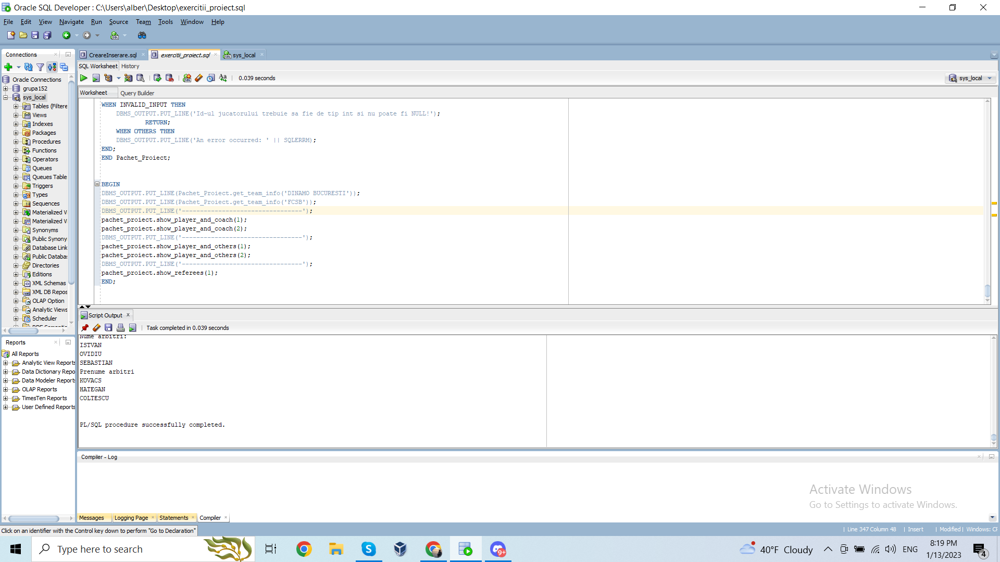 Oracle SQL Developer : C:\Users\alber\Desktop\exercitii_proiect.sql
File Edit View Navigate Run Source Team Tools Window Help
Connections
Oracle Connections
grupa152
sys_local
Tables (Filtere
Views
Indexes
Packages
Procedures
Functions
Operators
Queues
Queues Table
Triggers
Types
Sequences
Materialized V
Materialized V
Synonyms
Public Synony
Database Link
Public Databa
Directories
Editions
XML Schemas
XML DB Repos
OLAP Option
Analytic Views
Scheduler
Reports
All Reports
Analytic View Reports
Data Dictionary Repo
Data Modeler Reports
OLAP Reports
TimesTen Reports
User Defined Reports
CreareInserare.sql exercitii_proiect.sql sys_local
SQL Worksheet History
0.039 seconds
sys_local
Worksheet Query Builder
WHEN INVALID_INPUT THEN
DBMS_OUTPUT.PUT_LINE('Id-ul jucatorului trebuie sa fie de tip int si nu poate fi NULL!');
RETURN;
WHEN OTHERS THEN
DBMS_OUTPUT.PUT_LINE('An error occurred: ' || SQLERRM);
END;
END Pachet_Proiect;
BEGIN
DBMS_OUTPUT.PUT_LINE(Pachet_Proiect.get_team_info('DINAMO BUCURESTI'));
DBMS_OUTPUT.PUT_LINE(Pachet_Proiect.get_team_info('FCSB'));
DBMS_OUTPUT.PUT_LINE('---------------------------------');
pachet_proiect.show_player_and_coach(1);
pachet_proiect.show_player_and_coach(2);
DBMS_OUTPUT.PUT_LINE('---------------------------------');
pachet_proiect.show_player_and_others(1);
pachet_proiect.show_player_and_others(2);
DBMS_OUTPUT.PUT_LINE('---------------------------------');
pachet_proiect.show_referees(1);
END;
Script Output
Task completed in 0.039 seconds
Nume arbitri:
ISTVAN
OVIDIU
SEBASTIAN
Prenume arbitri
KOVACS
HATEGAN
COLTESCU
PL/SQL procedure successfully completed.
Compiler - Log
Activate Windows
Go to Settings to activate Windows.
Messages Logging Page Statements Compiler
Click on an identifier with the Control key down to perform "Go to Declaration"
Line 347 Column 48 Insert Modified Windows: CF
Type here to search
9+
40°F Cloudy
ENG
8:19 PM
1/13/2023
4